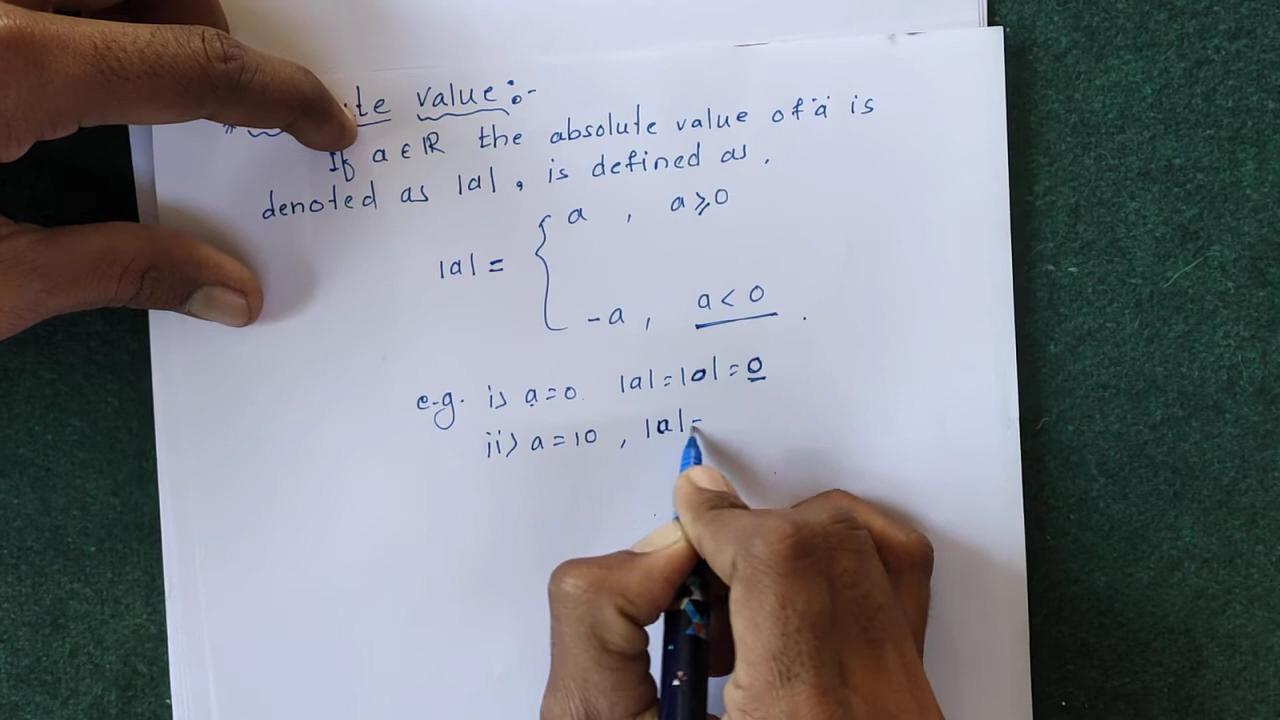 value :-
If a ∈ ℝ the absolute value of "a" is
denoted as |a|, is defined as,
|a| = { a , a ⩾ 0
-a , a < 0 .
e.g. i) a = 0. |a| = |0| = 0
ii) a = 10 , |a| =